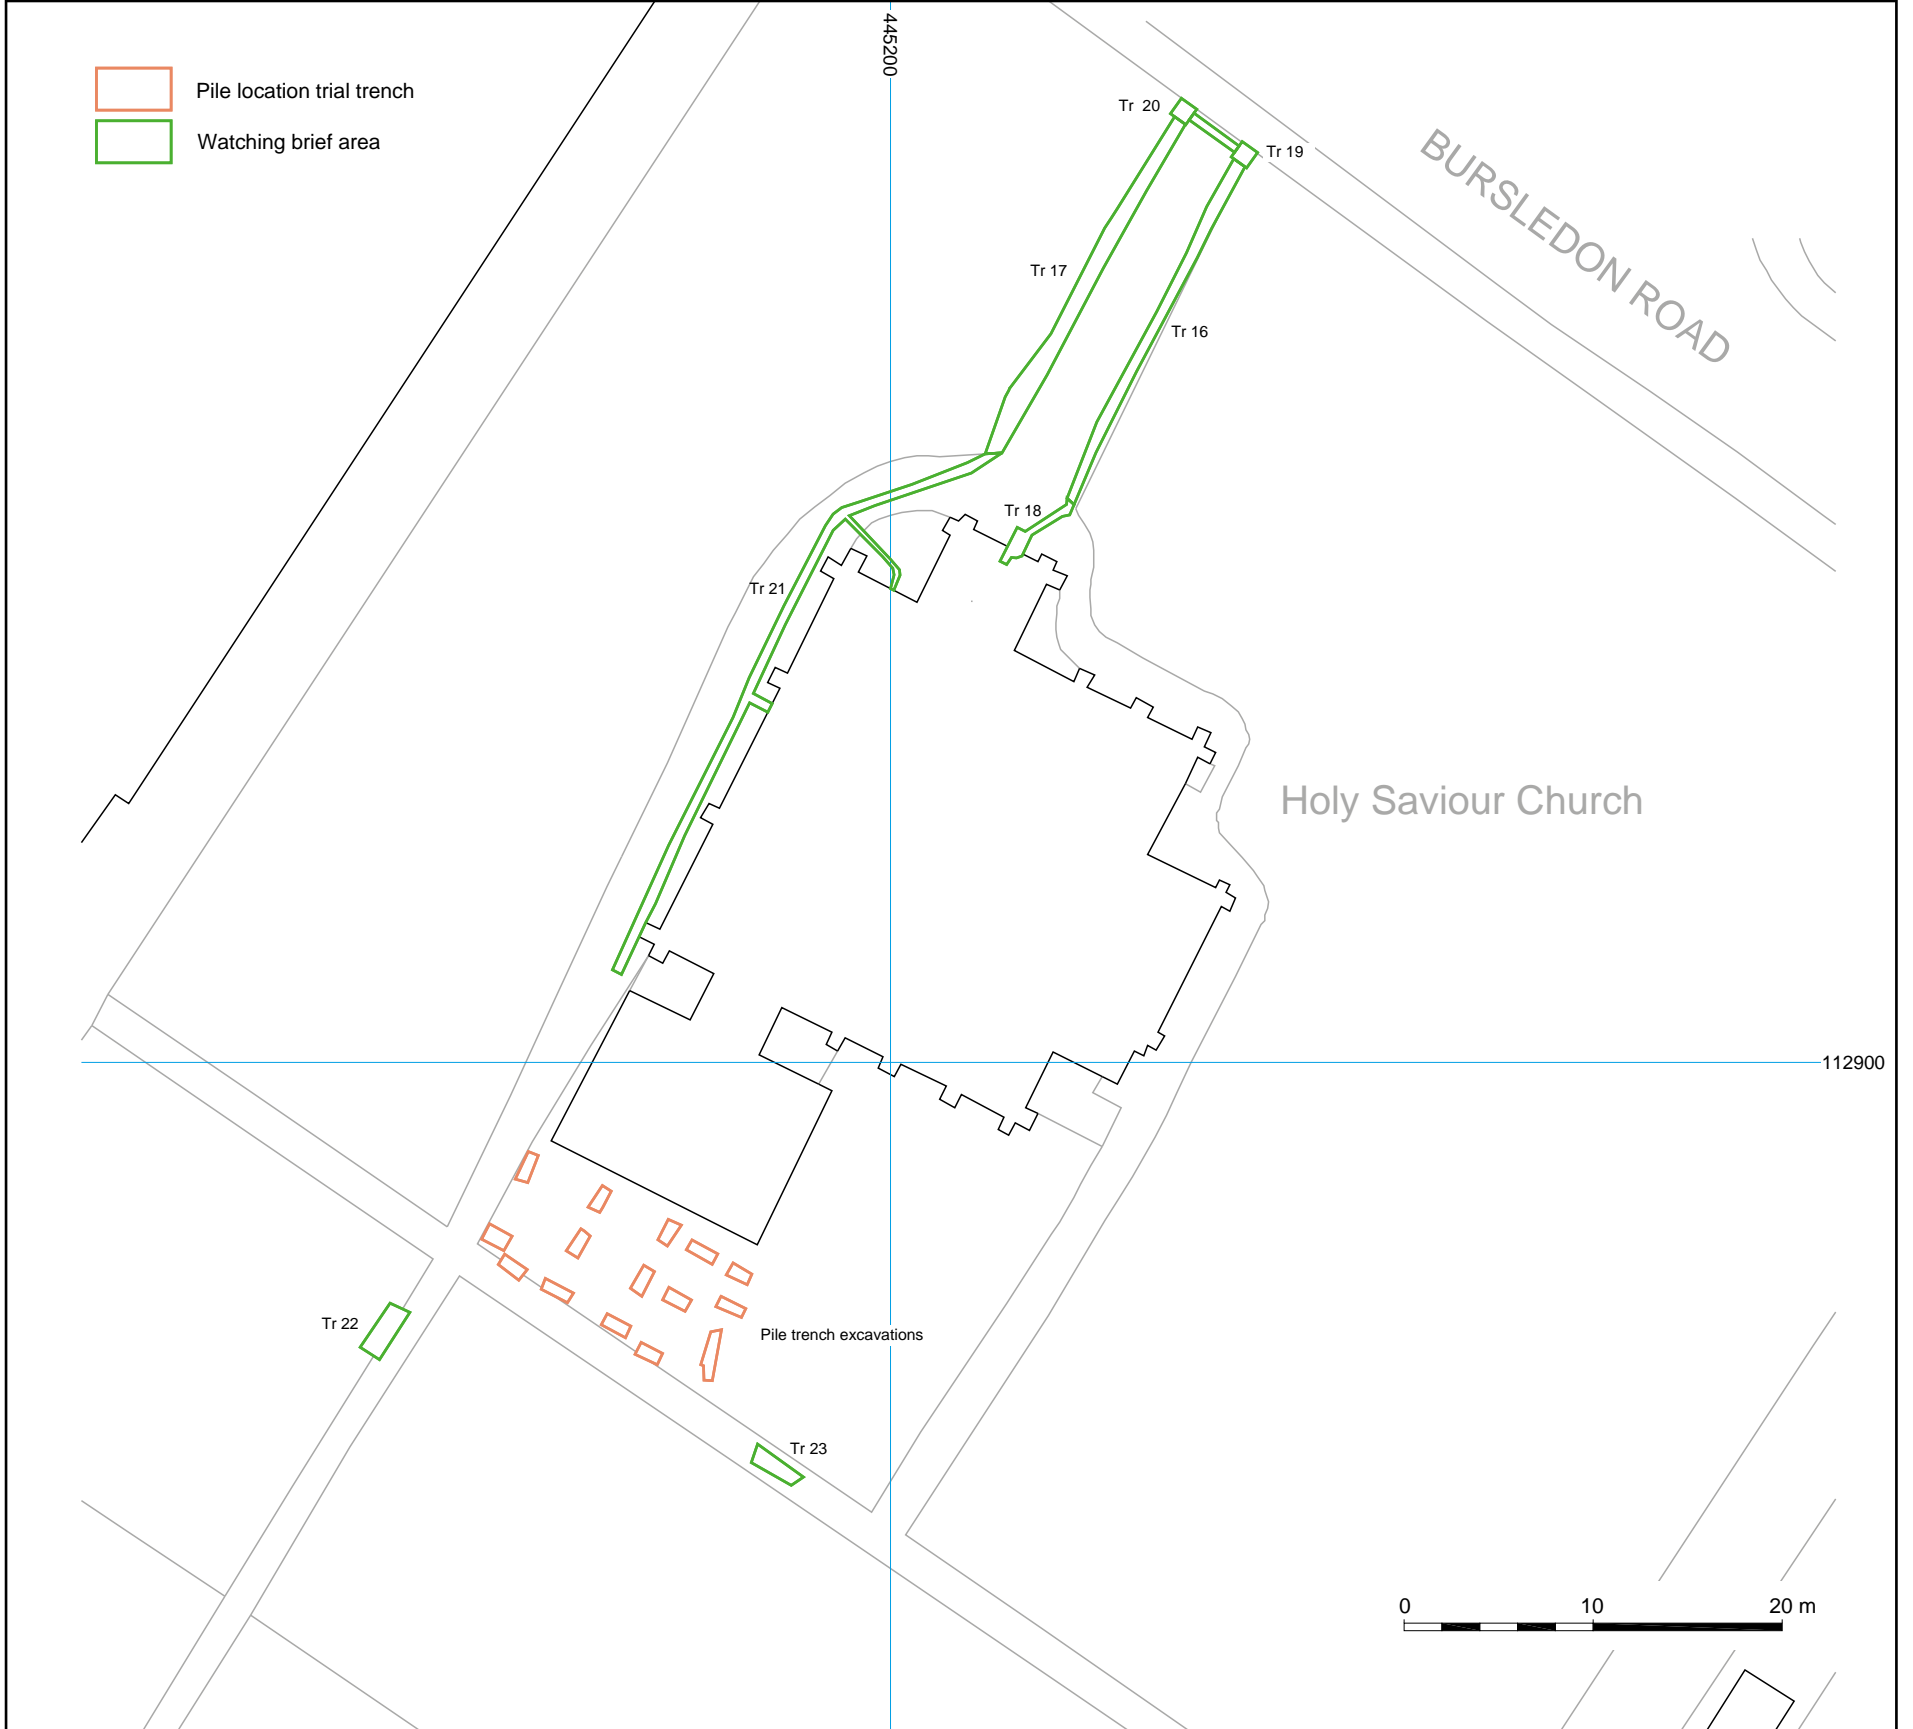 445200
Pile location trial trench
Watching brief area
Tr  20
Tr 19
BURSLEDON ROAD
Tr 17
Tr 16
Tr 18
Tr 21
Holy Saviour Church
112900
Tr 22
Pile trench excavations
Tr 23
0 10 20 m